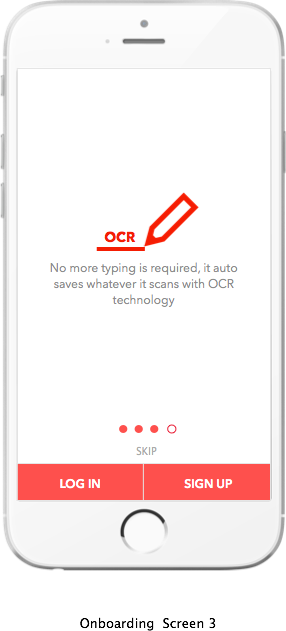 OCR
No more typing is required, it auto
saves whatever it scans with OCR
technology
SKIP
LOG IN
SIGN UP
Onboarding Screen 3